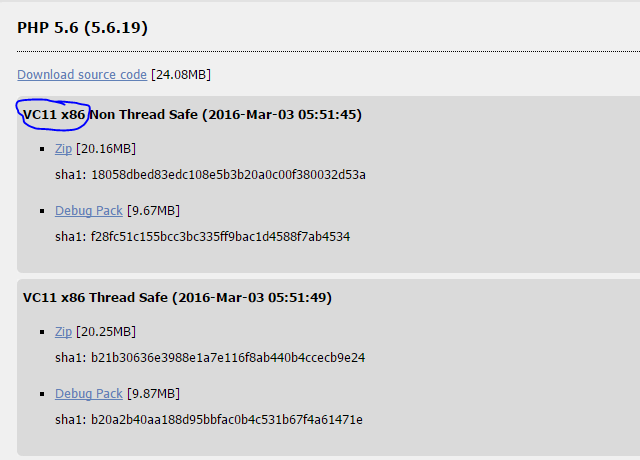 PHP 5.6 (5.6.19)
Download source code [24.08MB]
VC11 x86 Non Thread Safe (2016-Mar-03 05:51:45)
Zip [20.16MB]
sha1: 18058dbed83edc108e5b3b20a0c00f380032d53a
Debug Pack [9.67MB]
sha1: f28fc51c155bcc3bc335ff9bac1d4588f7ab4534
VC11 x86 Thread Safe (2016-Mar-03 05:51:49)
Zip [20.25MB]
sha1: b21b30636e3988e1a7e116f8ab440b4ccecb9e24
Debug Pack [9.87MB]
sha1: b20a2b40aa188d95bbfac0b4c531b67f4a61471e